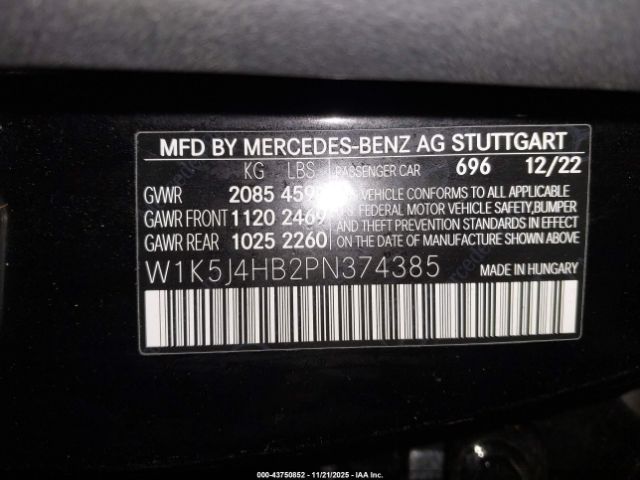 MFD BY MERCEDES-BENZ AG STUTTGART
KG LBS PASSENGER CAR 696 12/22
GVWR 2085 THIS VEHICLE CONFORMS TO ALL APPLICABLE
GAWR FRONT 1120 2469 U.S. FEDERAL MOTOR VEHICLE SAFETY,BUMPER
AND THEFT PREVENTION STANDARDS IN EFFECT
GAWR REAR 1025 2260 ON THE DATE OF MANUFACTURE SHOWN ABOVE
W1K5J4HB2PN374385 MADE IN HUNGARY
000-43750852 - 11/21/2025 - IAA Inc.